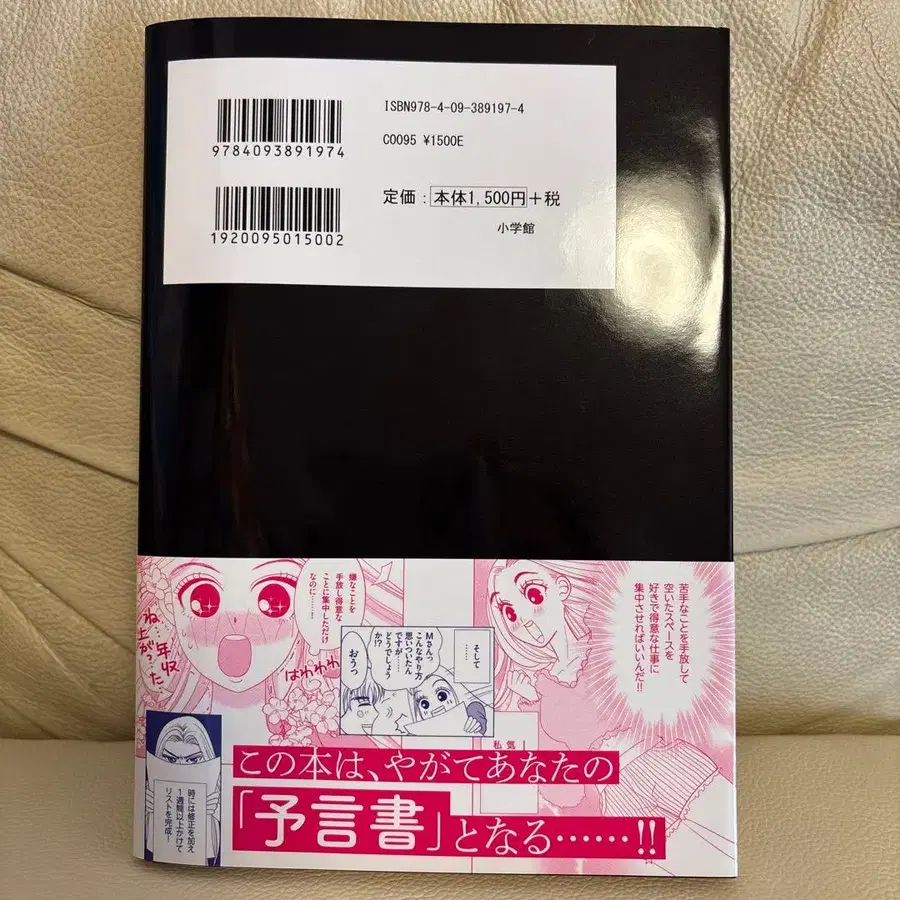 ISBN978-4-09-389197-4
9784093891974
C0095 ¥1500E
定価：本体1,500円＋税
1920095015002
小学館
苦手なことを手放して
空いたスペースを
好きで得意な仕事に
集中させればいいんだ!!
嫌なことを
手放し得意な
ことに集中しただけ
なのに……
ね…年収
上が?た…
はわわわ
そして
……
Mさんっ
こんなやり方
思いついたん
ですが……
どうでしょう
か!?
おうっ
私気
時には修正を加え
1週間以上かけて
リストを完成！
この本は、やがてあなたの
「予言書」となる……!!